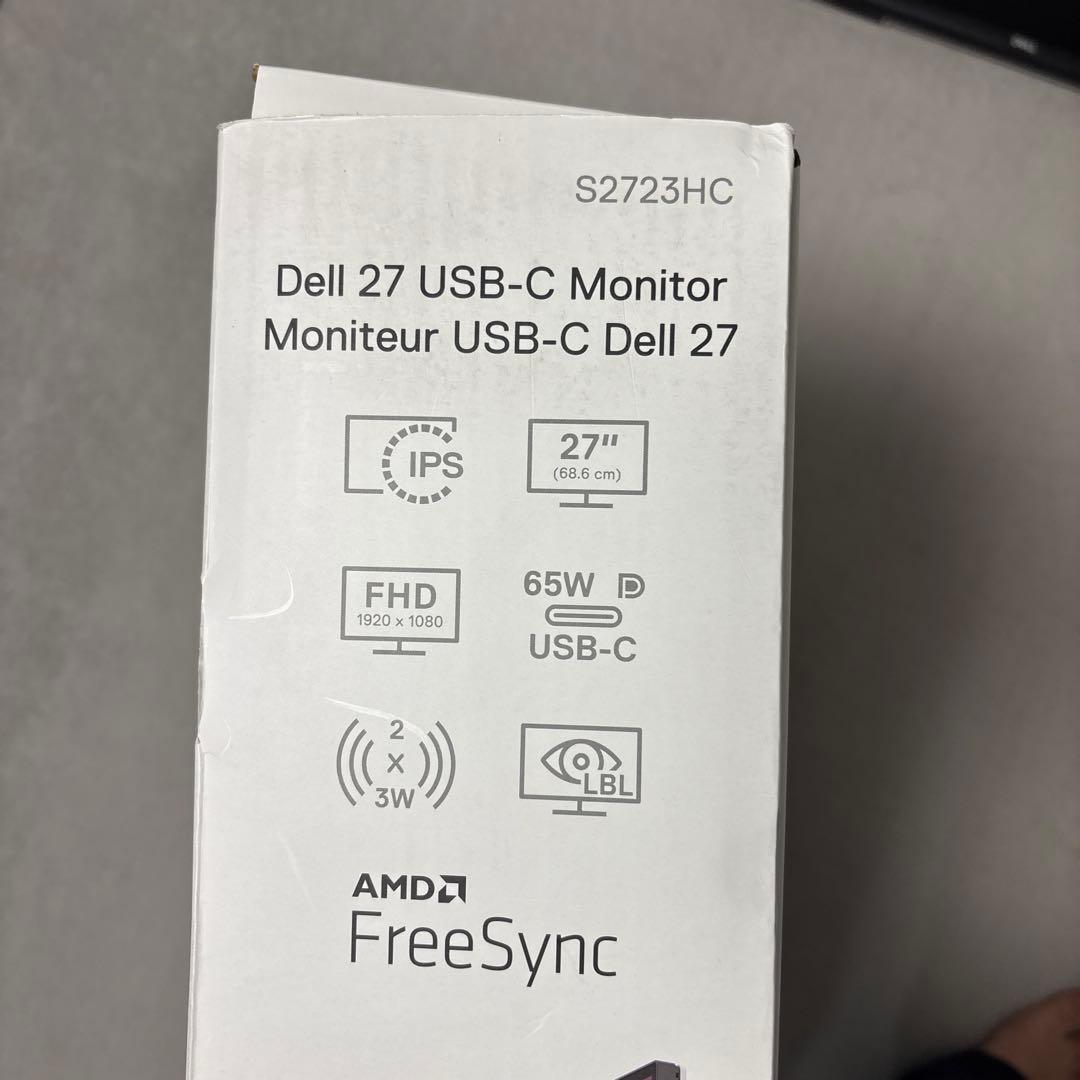 S2723HC
Dell 27 USB-C Monitor
Moniteur USB-C Dell 27
IPS
27"
(68.6 cm)
FHD
1920 x 1080
65W
USB-C
2
x
3W
LBL
AMD
FreeSync